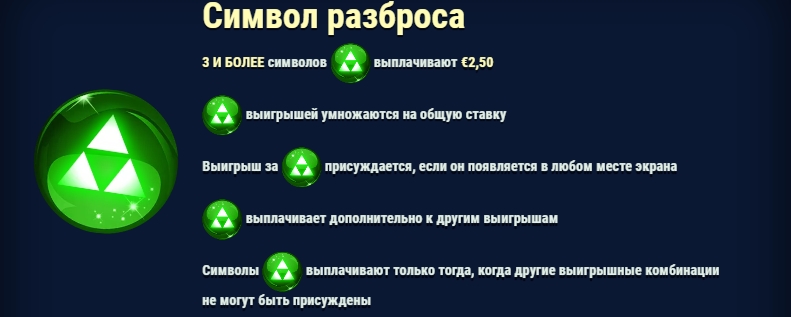 Символ разброса
3 И БОЛЕЕ символов выплачивают €2,50
выигрышей умножаются на общую ставку
Выигрыш за присуждается, если он появляется в любом месте экрана
выплачивает дополнительно к другим выигрышам
Символы выплачивают только тогда, когда другие выигрышные комбинации
не могут быть присуждены